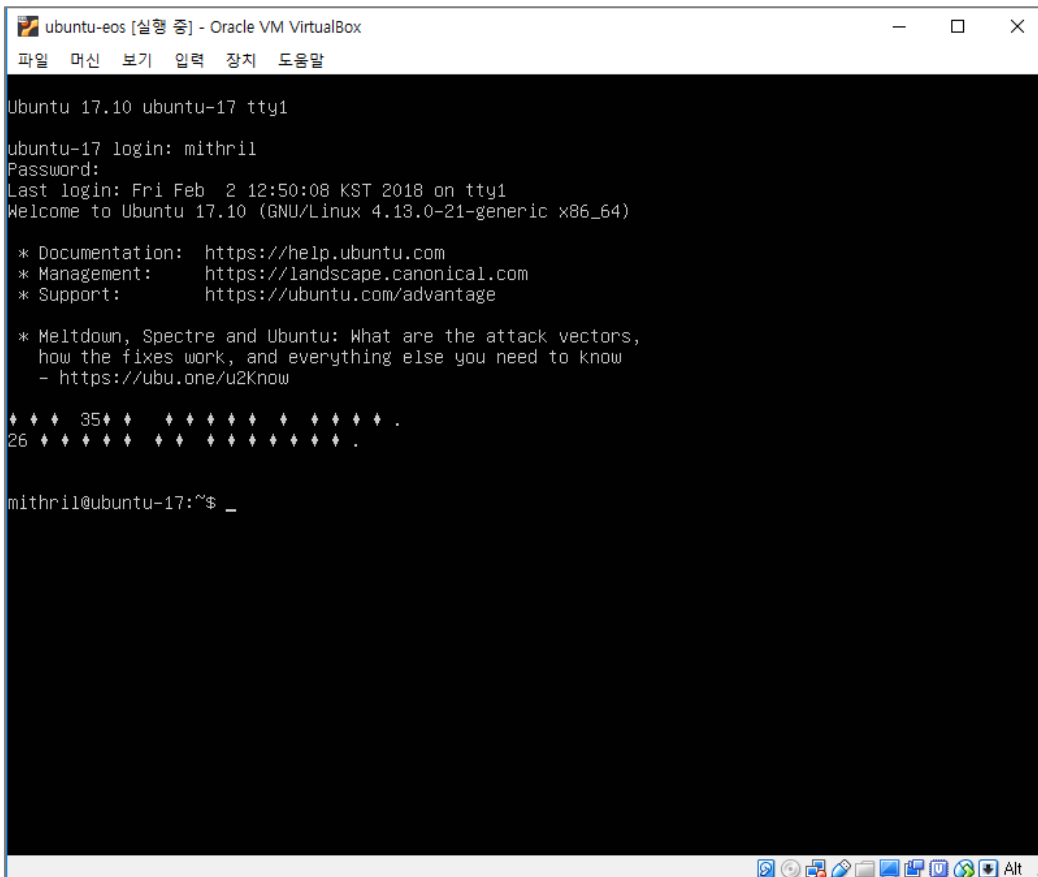 ubuntu-eos [실행 중] - Oracle VM VirtualBox
파일 머신 보기 입력 장치 도움말
Ubuntu 17.10 ubuntu-17 tty1
ubuntu-17 login: mithril
Password:
Last login: Fri Feb  2 12:50:08 KST 2018 on tty1
Welcome to Ubuntu 17.10 (GNU/Linux 4.13.0-21-generic x86_64)
* Documentation:  https://help.ubuntu.com
* Management:     https://landscape.canonical.com
* Support:        https://ubuntu.com/advantage
* Meltdown, Spectre and Ubuntu: What are the attack vectors,
how the fixes work, and everything else you need to know
- https://ubu.one/u2Know
♦ ♦ ♦  35♦ ♦   ♦ ♦ ♦ ♦ ♦  ♦  ♦ ♦ ♦ ♦ .
26 ♦ ♦ ♦ ♦ ♦  ♦ ♦  ♦ ♦ ♦ ♦ ♦ ♦ ♦ .
mithril@ubuntu-17:~$ _
Alt